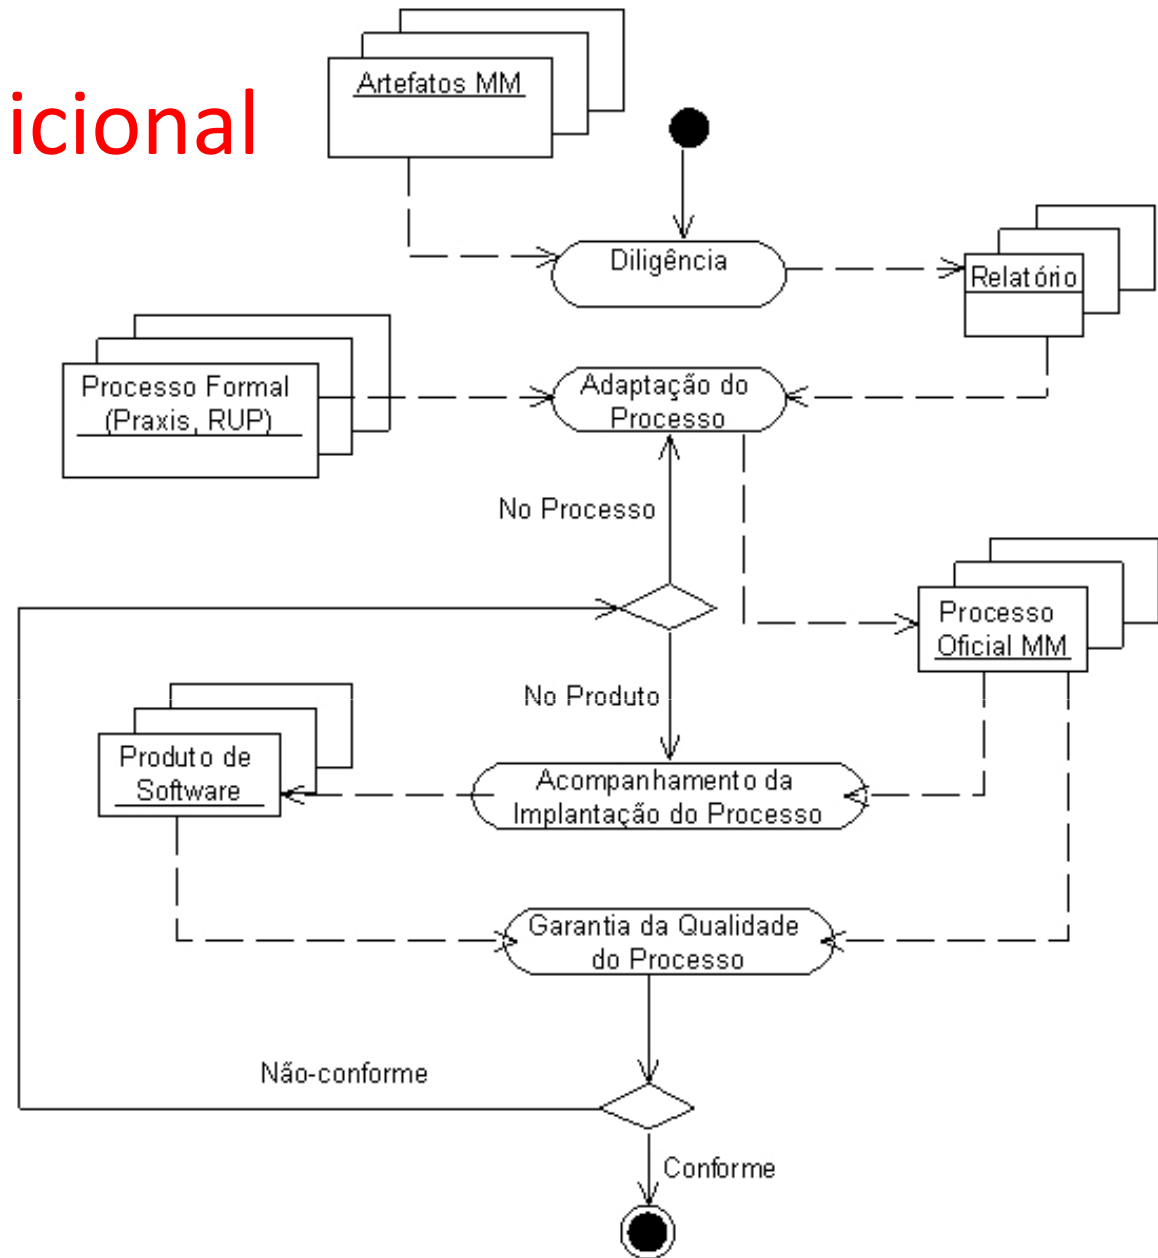 Artefatos MM
icional
Diligência
Relatório
Processo Formal
(Praxis, RUP)
Adaptação do
Processo
No Processo
Processo
Oficial MM
No Produto
Produto de
Software
Acompanhamento da
Implantação do Processo
Garantia da Qualidade
do Processo
Não-conforme
Conforme